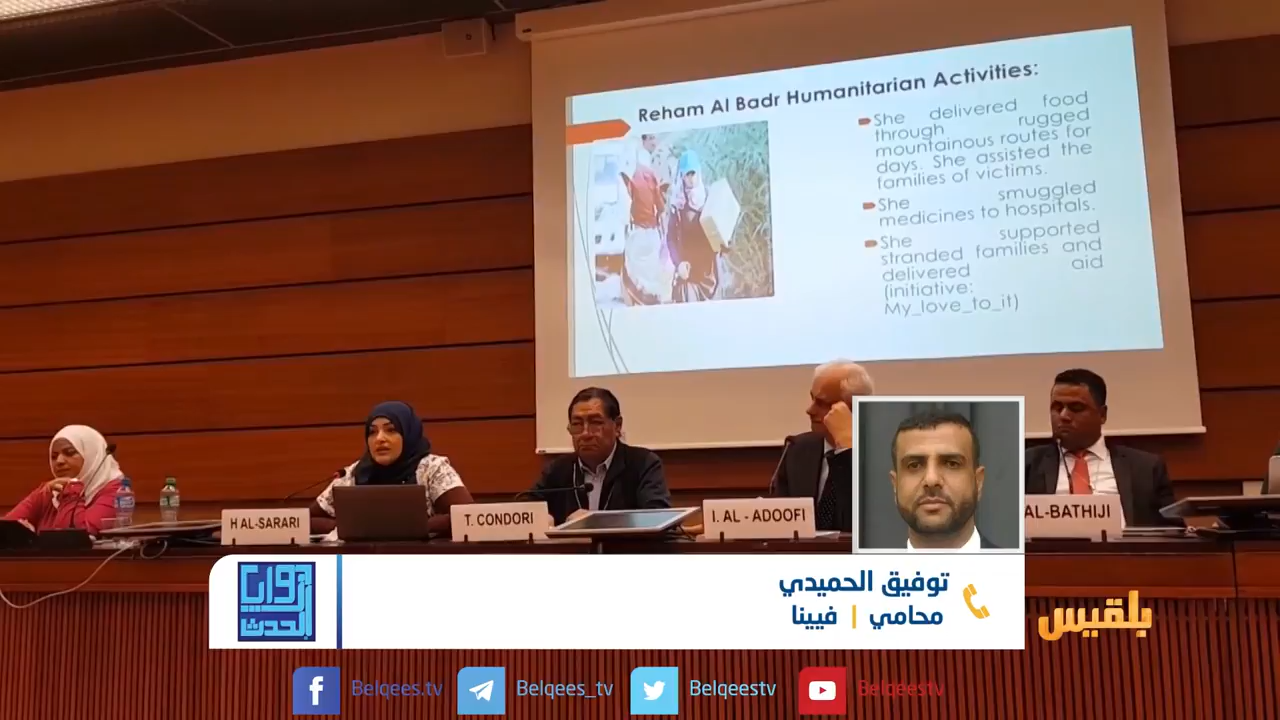 Reham Al Badr Humanitarian Activities:
She delivered food
through rugged
mountainous routes for
days. She assisted the
families of victims.
She smuggled
medicines to hospitals.
She supported
stranded families and
delivered aid
(initiative:
My_love_to_it)
H AL-SARARI
T. CONDORI
I. AL - ADOOFI
AL-BATHIJI
توفيق الحميدي
محامي | فيينا
زوايا
الحدث
بلقيس
Belqees.tv
Belqees_tv
Belqeestv
Belqeestv